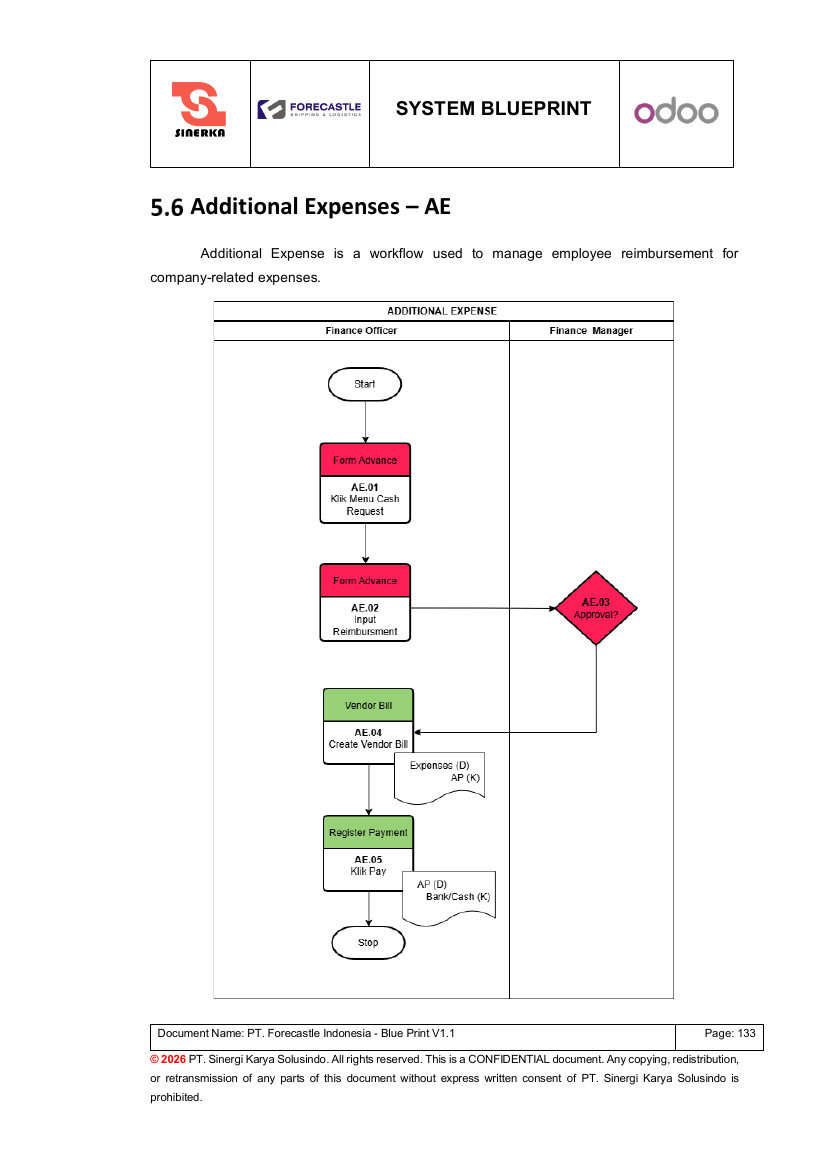 SINERKA
FORECASTLE
SHIPPING & LOGISTICS
SYSTEM BLUEPRINT
odoo
5.6 Additional Expenses – AE
Additional Expense is a workflow used to manage employee reimbursement for
company-related expenses.
ADDITIONAL EXPENSE
Finance Officer
Finance Manager
Start
Form Advance
AE.01
Klik Menu Cash
Request
Form Advance
AE.02
Input
Reimbursment
AE.03
Approval?
Vendor Bill
AE.04
Create Vendor Bill
Expenses (D)
AP (K)
Register Payment
AE.05
Klik Pay
AP (D)
Bank/Cash (K)
Stop
Document Name: PT. Forecastle Indonesia - Blue Print V1.1
Page: 133
© 2026 PT. Sinergi Karya Solusindo. All rights reserved. This is a CONFIDENTIAL document. Any copying, redistribution,
or retransmission of any parts of this document without express written consent of PT. Sinergi Karya Solusindo is
prohibited.